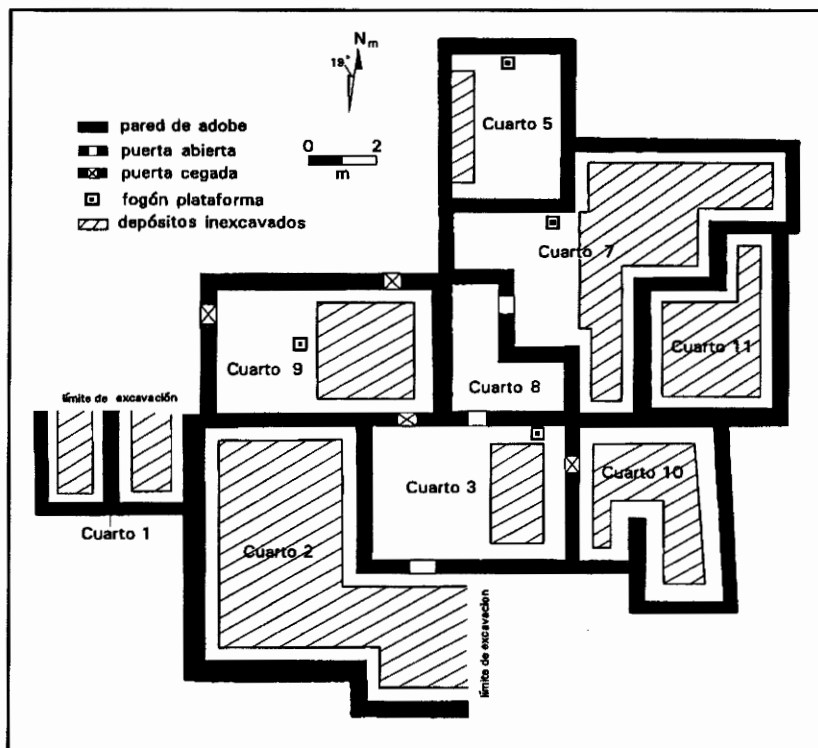 N m
19°
pared de adobe
puerta abierta
puerta cegada
fogón plataforma
depósitos inexcavados
0 2
m
Cuarto 5
Cuarto 7
Cuarto 11
Cuarto 9
Cuarto 8
límite de excavación
Cuarto 3
Cuarto 10
Cuarto 1
Cuarto 2
límite de excavación